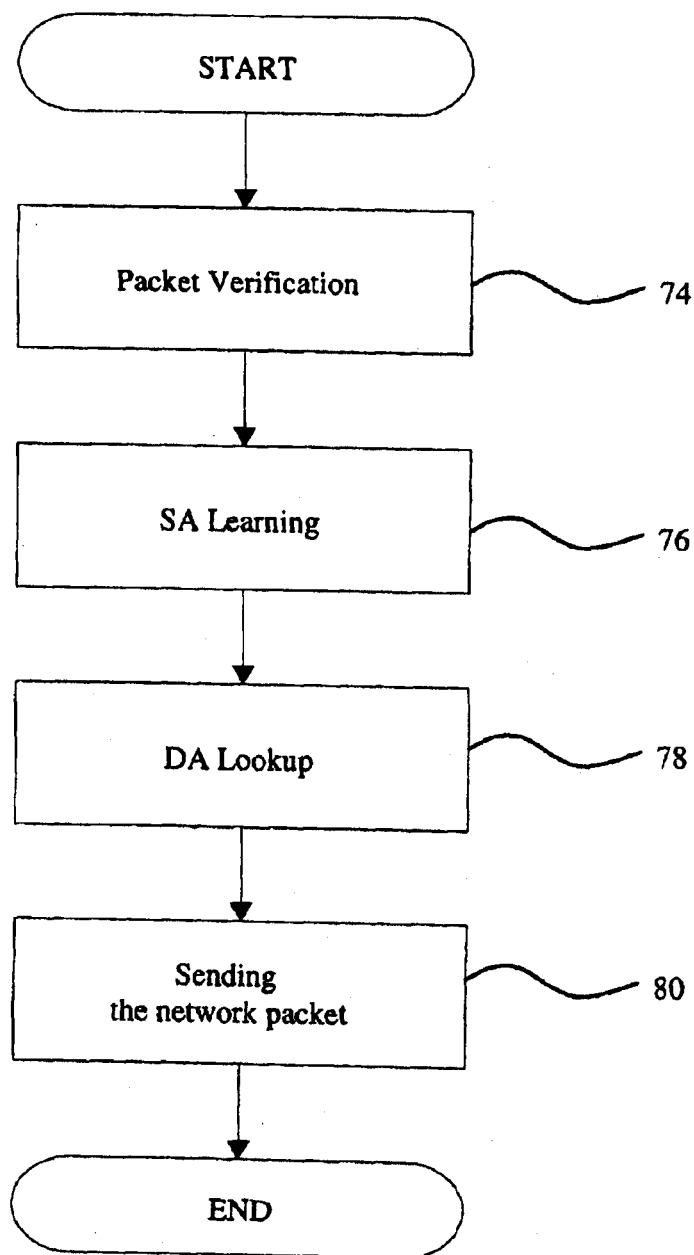 START
Packet Verification
74
SA Learning
76
DA Lookup
78
Sending
the network packet
80
END